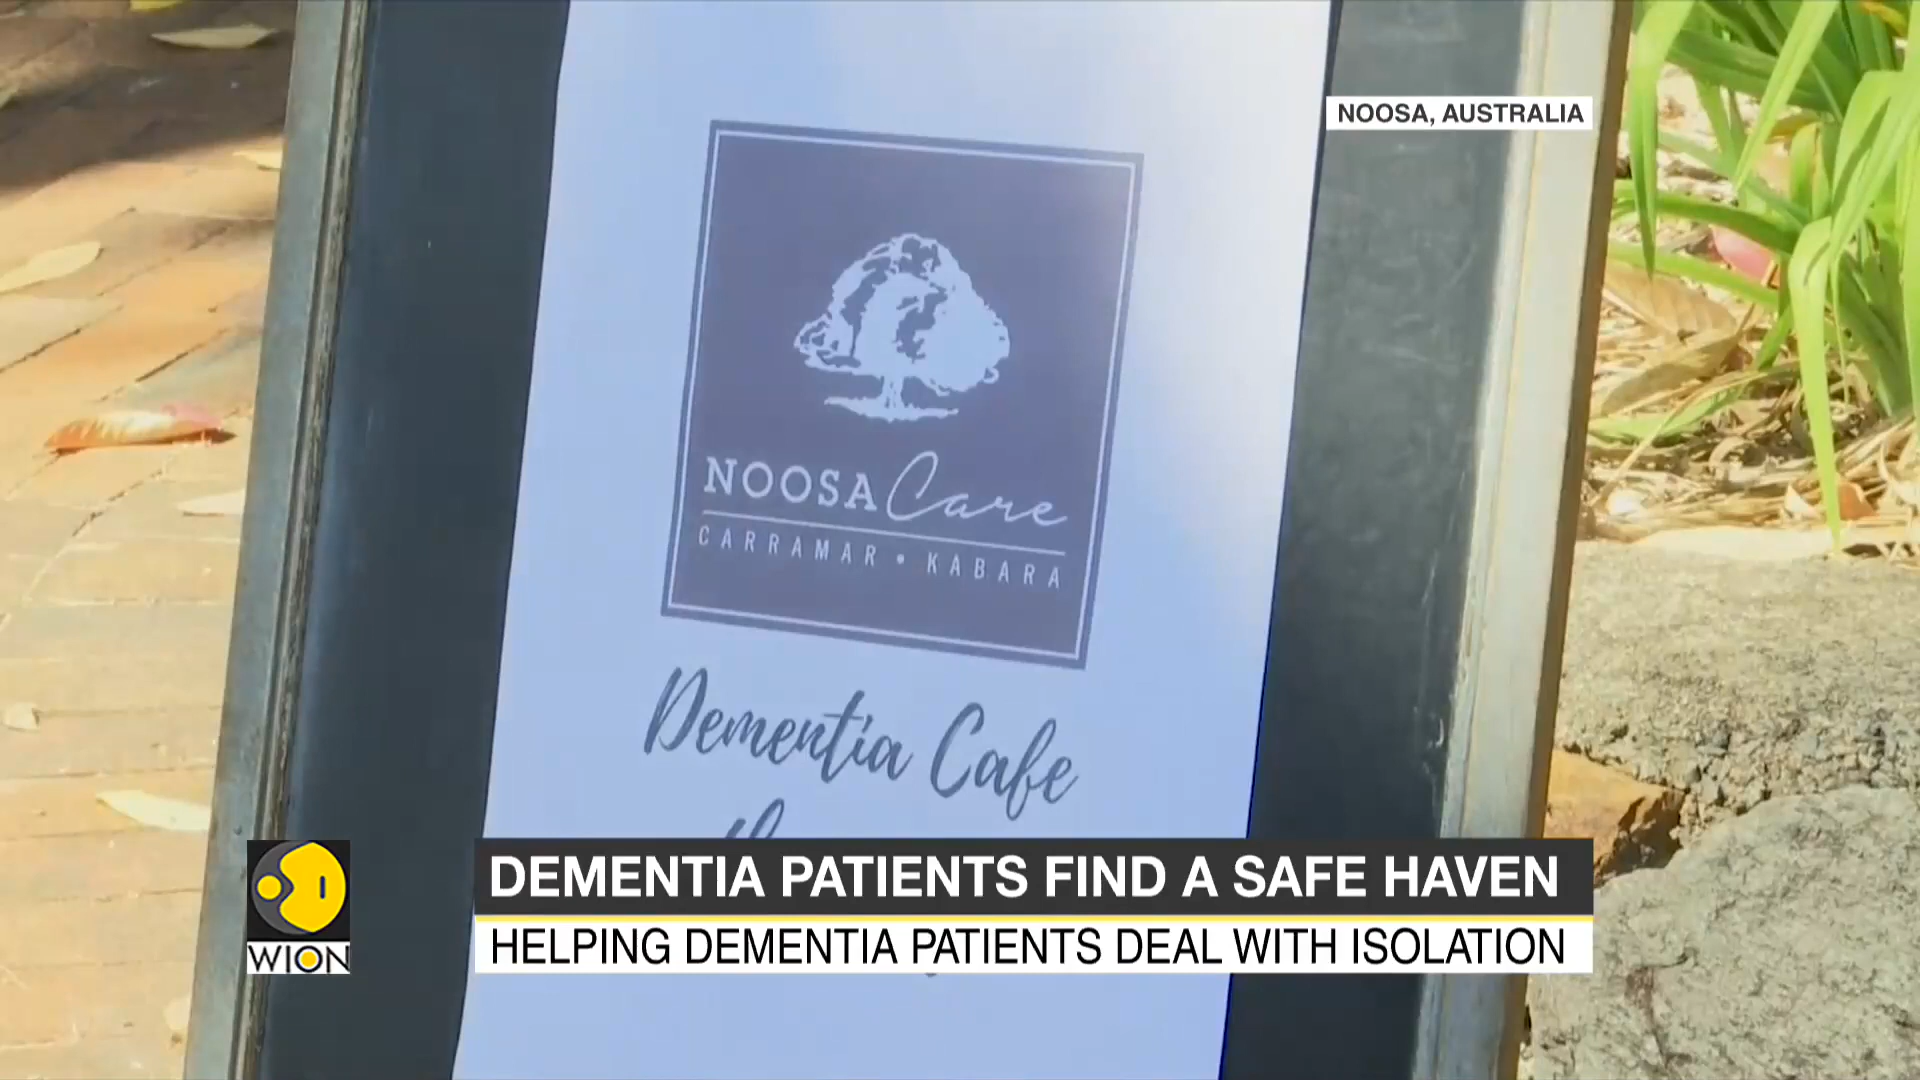 NOOSA, AUSTRALIA
NOOSA Care
CARRAMAR • KABARA
Dementia Cafe
DEMENTIA PATIENTS FIND A SAFE HAVEN
HELPING DEMENTIA PATIENTS DEAL WITH ISOLATION
WION